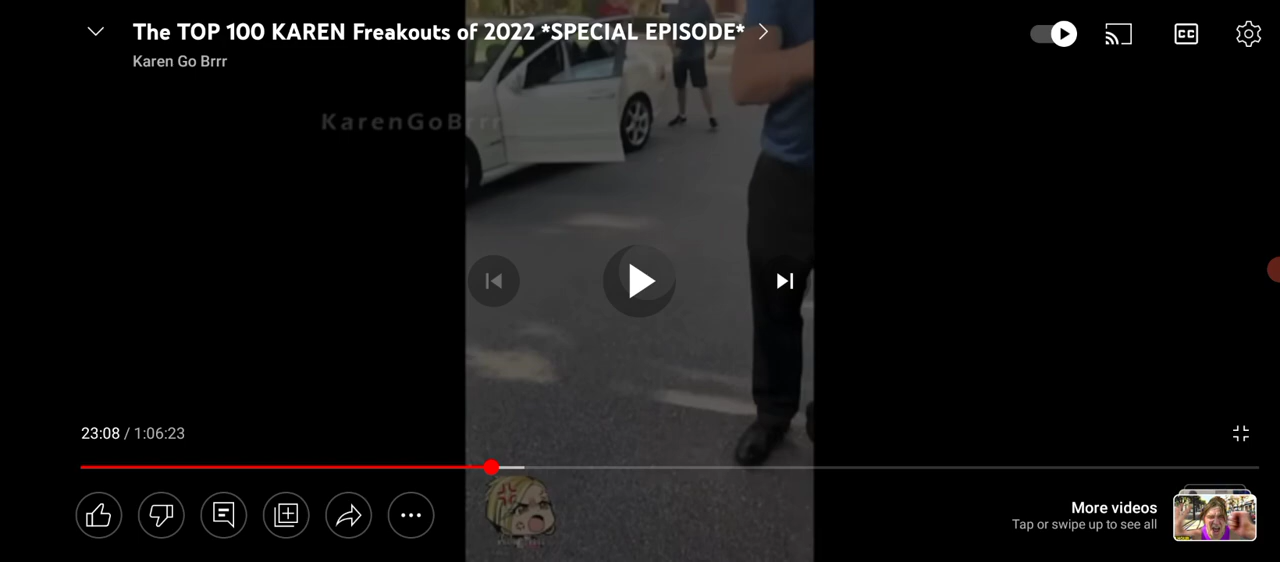 The TOP 100 KAREN Freakouts of 2022 *SPECIAL EPISODE*
Karen Go Brrr
CC
KarenGoBrrr
23:08 / 1:06:23
More videos
Tap or swipe up to see all